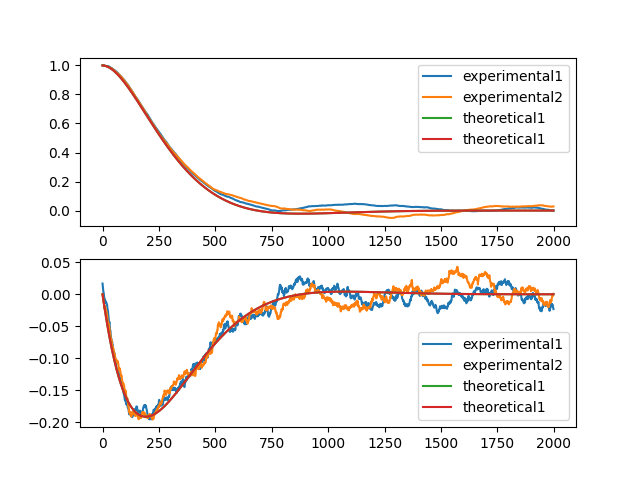 1.0
0.8
0.6
0.4
0.2
0.0
experimental1
experimental2
theoretical1
theoretical1
0 250 500 750 1000 1250 1500 1750 2000
0.05
0.00
−0.05
−0.10
−0.15
−0.20
experimental1
experimental2
theoretical1
theoretical1
0 250 500 750 1000 1250 1500 1750 2000